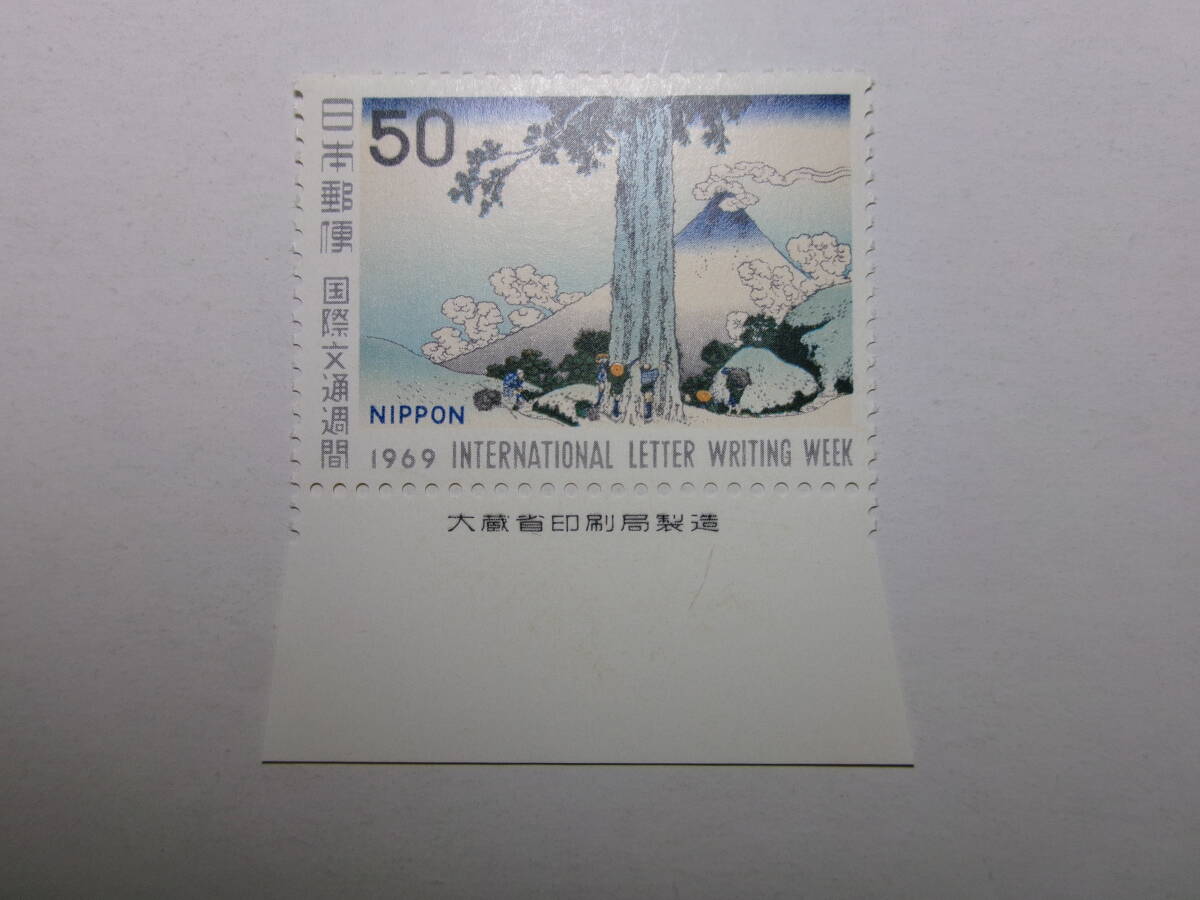 日本郵便 国際文通週間
50
NIPPON
1969 INTERNATIONAL LETTER WRITING WEEK
大蔵省印刷局製造